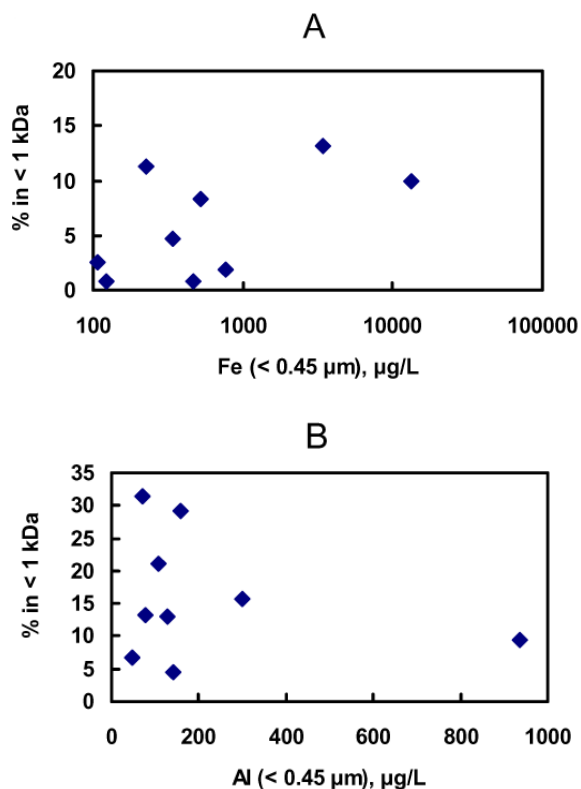 A
20
15
10
5
0
% in < 1 kDa
100 1000 10000 100000
Fe (< 0.45 µm), µg/L
B
35
30
25
20
15
10
5
0
% in < 1 kDa
0 200 400 600 800 1000
Al (< 0.45 µm), µg/L